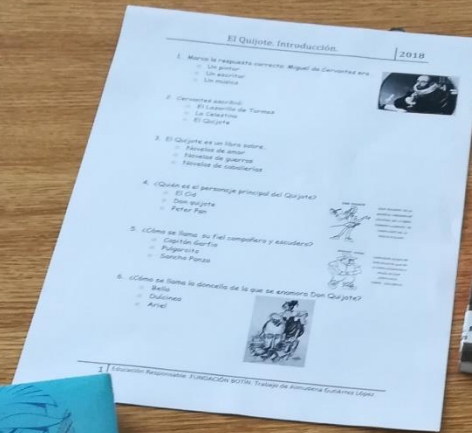 El Quijote. Introducción. 2018
1. Marca la respuesta correcta: Miguel de Cervantes era
Un pintor
Un escritor
Un músico
2. Cervantes escribió:
El Lazarillo de Tormes
La Celestina
El Quijote
3. El Quijote es un libro sobre.
Novelas de amor
Novelas de guerras
Novelas de caballerías
4. ¿Quién es el personaje principal del Quijote?
El Cid
Don quijote
Peter Pan
5. ¿Cómo se llama su fiel compañero y escudero?
Capitán Garfio
Pulgarcito
Sancho Panza
6. ¿Cómo se llama la doncella de la que se enamora Don Quijote?
Bella
Dulcinea
Ariel
1 Educación Responsable. FUNDACIÓN BOTÍN. Trabajo de Almudena Gutiérrez López